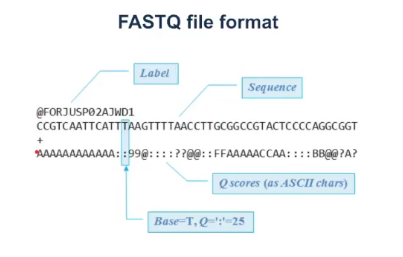 FASTQ file format
Label
Sequence
@FORJUSP02AJWD1
CCGTCAATTCATTTAAGTTTTAACCTTGCGGCCGTACTCCCCAGGCGGT
+
AAAAAAAAAAAA::99@::::??@@::FFAAAAACCAA::::BB@@?A?
Q scores (as ASCII chars)
Base=T, Q=':'=25